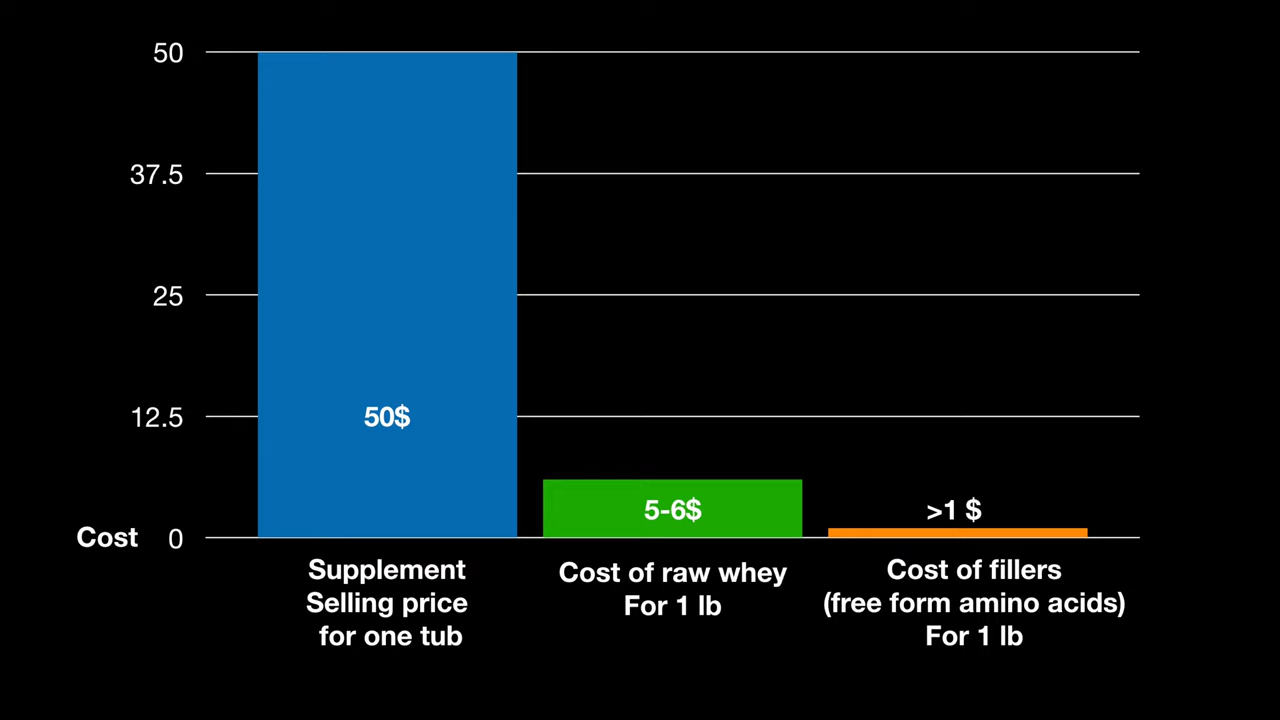 50
37.5
25
12.5
50$
5-6$
>1 $
Cost 0
Supplement
Selling price
for one tub
Cost of raw whey
For 1 lb
Cost of fillers
(free form amino acids)
For 1 lb